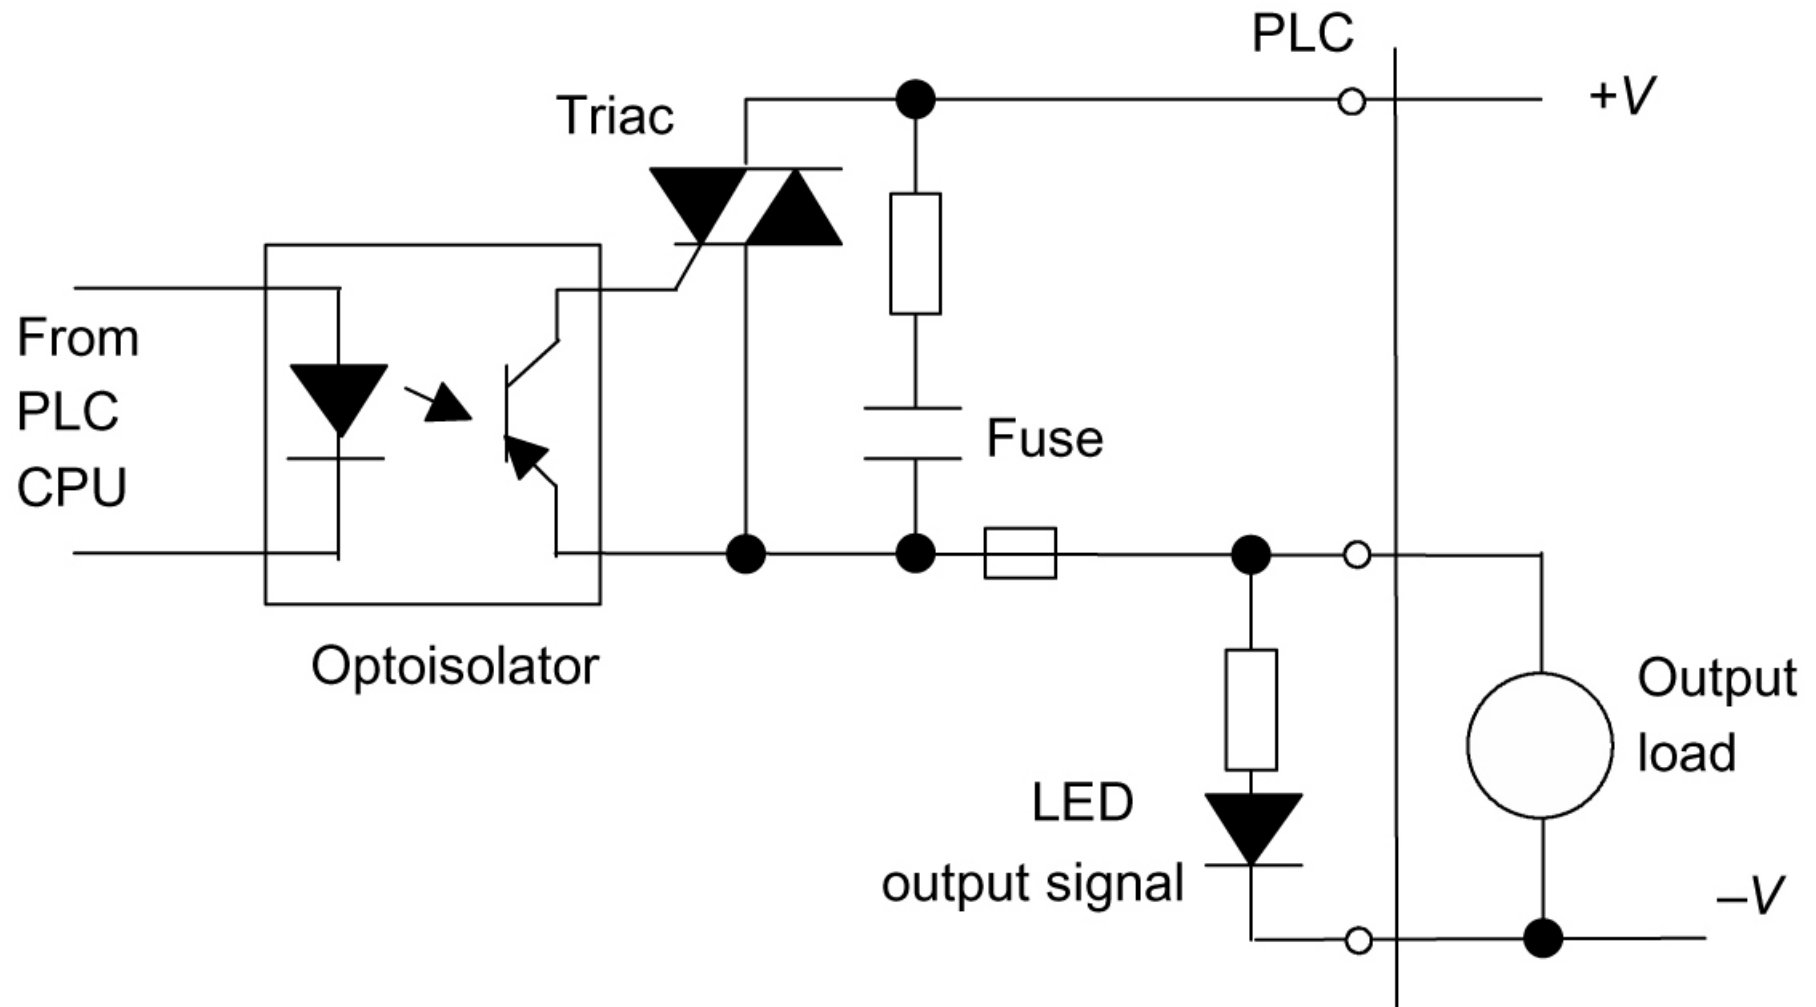 PLC
+V
Triac
From
PLC
CPU
Fuse
Optoisolator
Output
load
LED
output signal
–V